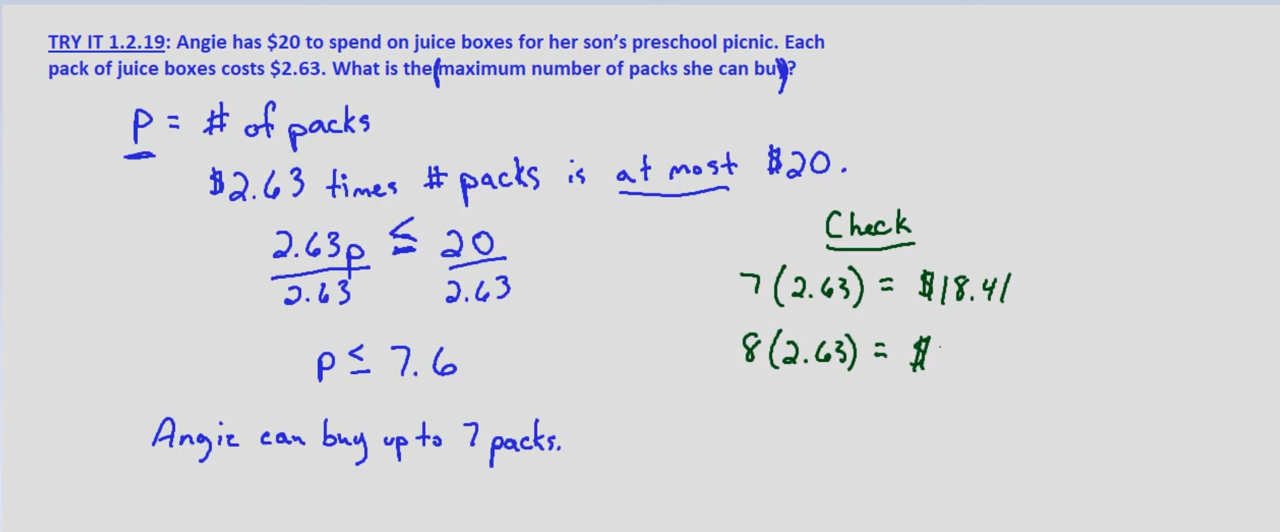 TRY IT 1.2.19: Angie has $20 to spend on juice boxes for her son's preschool picnic. Each
pack of juice boxes costs $2.63. What is the (maximum number of packs she can buy)?
p = # of packs
$2.63 times # packs is at most $20.
2.63p ≤ 20
2.63 2.63
p ≤ 7.6
Angie can buy up to 7 packs.
Check
7(2.63) = $18.41
8(2.63) = $